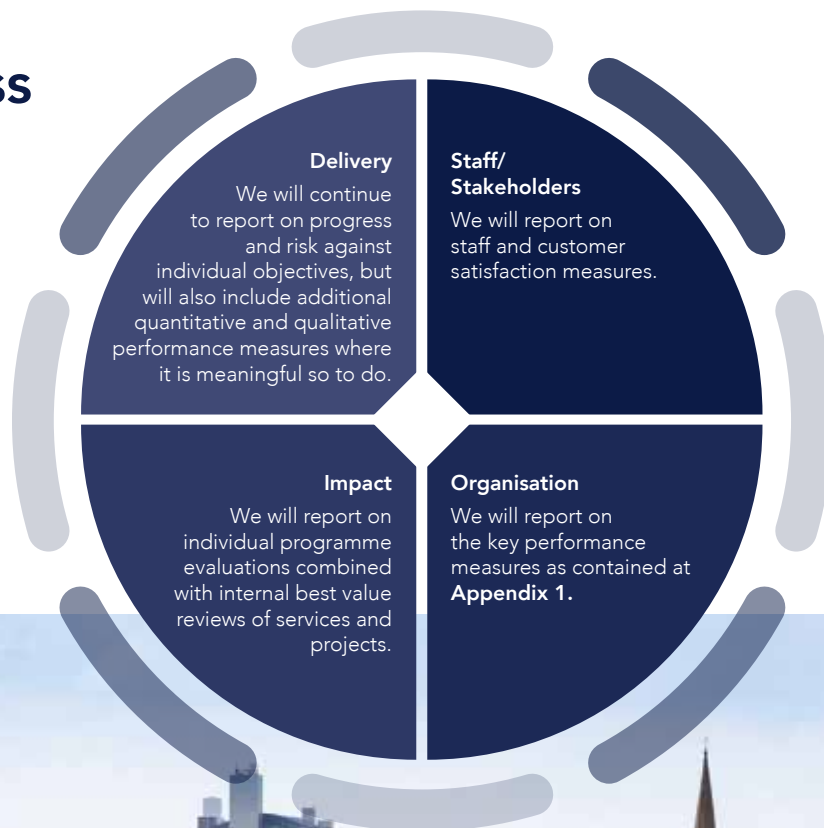 ss
Delivery
We will continue
to report on progress
and risk against
individual objectives, but
will also include additional
quantitative and qualitative
performance measures where
it is meaningful so to do.
Staff/
Stakeholders
We will report on
staff and customer
satisfaction measures.
Impact
We will report on
individual programme
evaluations combined
with internal best value
reviews of services and
projects.
Organisation
We will report on
the key performance
measures as contained at
Appendix 1.